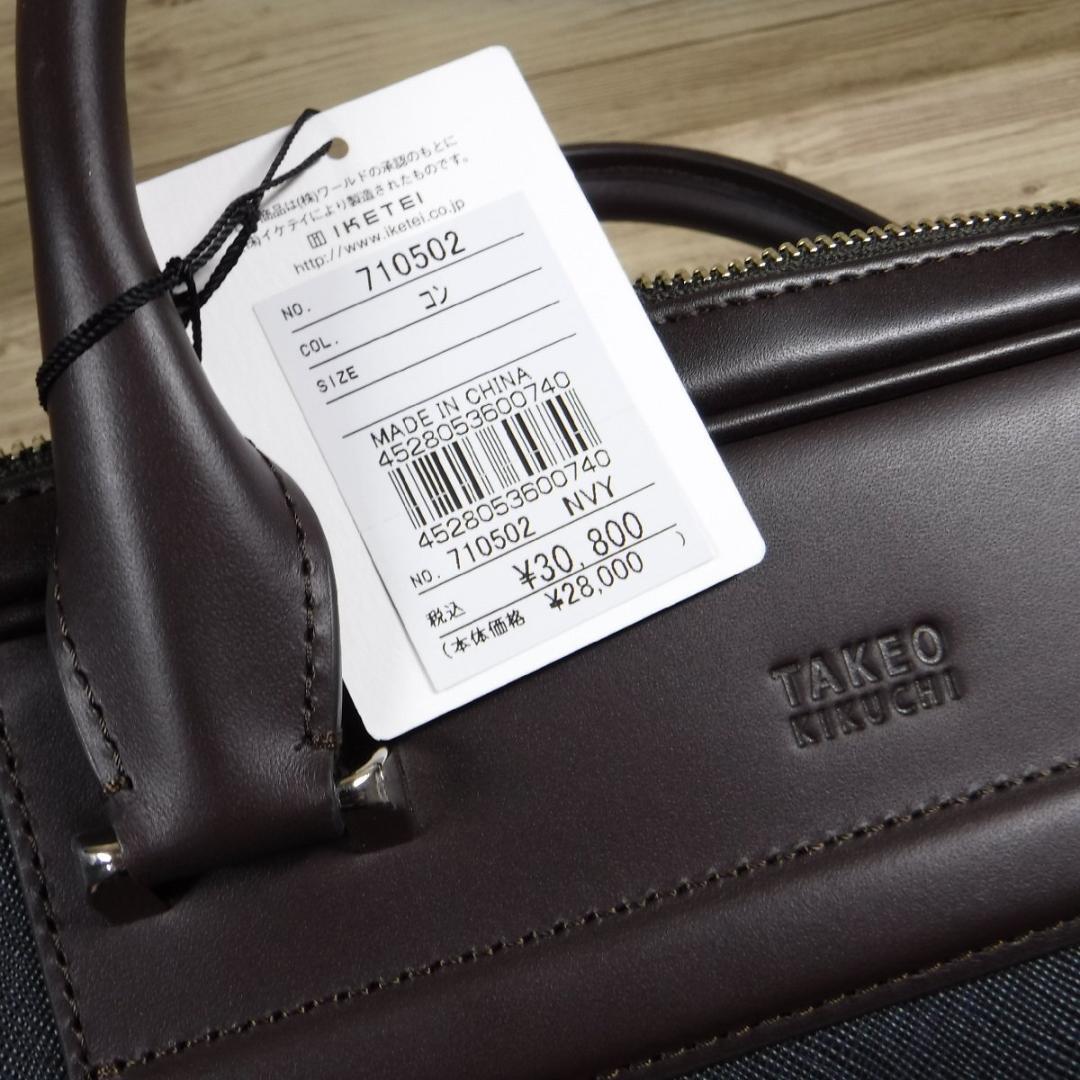 商品は(株)ワールドの承認のもとに
(株)イケテイにより製造されたものです。
IKETEI
http://www.iketei.co.jp
NO. 710502
COL. コン
SIZE
MADE IN CHINA
4528053600740
4528053600740
NO. 710502 NVY
税込 ¥30,800
(本体価格 ¥28,000 )
TAKEO
KIKUCHI